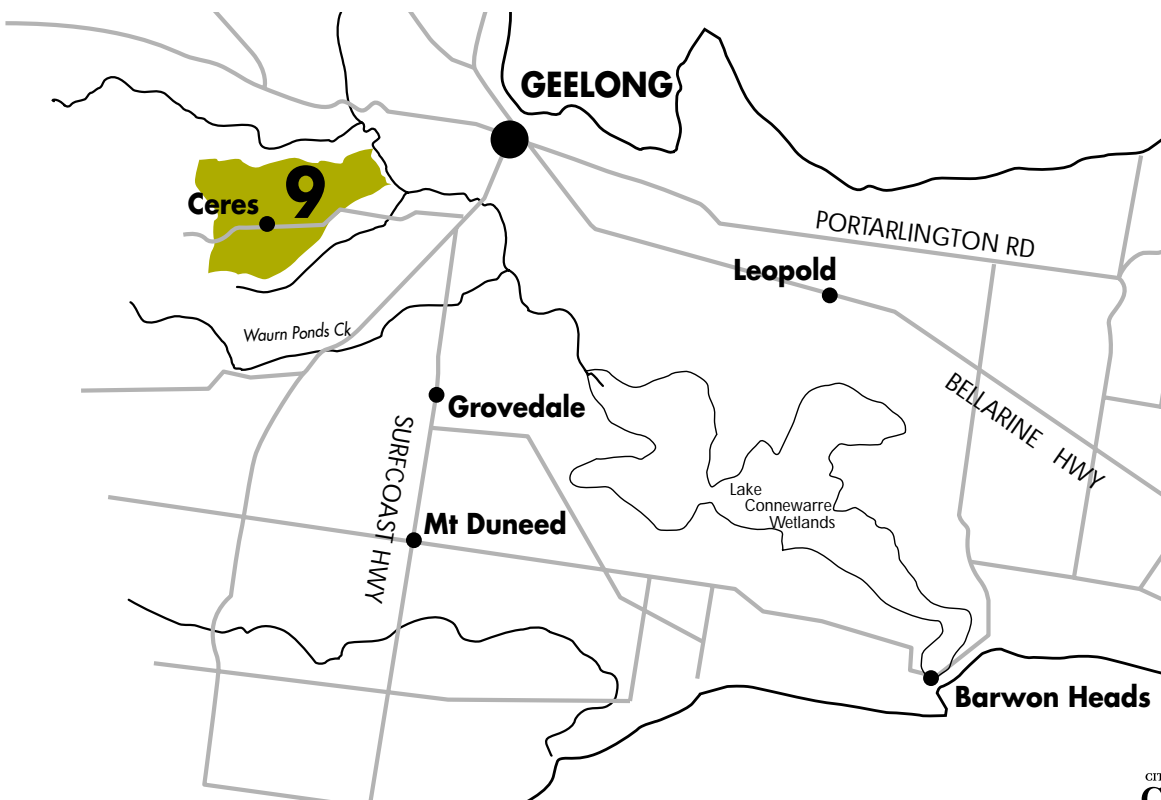 GEELONG
9
Ceres
PORTARLINGTON RD
Leopold
Waurn Ponds Ck
BELLARINE HWY
Grovedale
SURFCOAST HWY
Lake
Connewarre
Wetlands
Mt Duneed
Barwon Heads